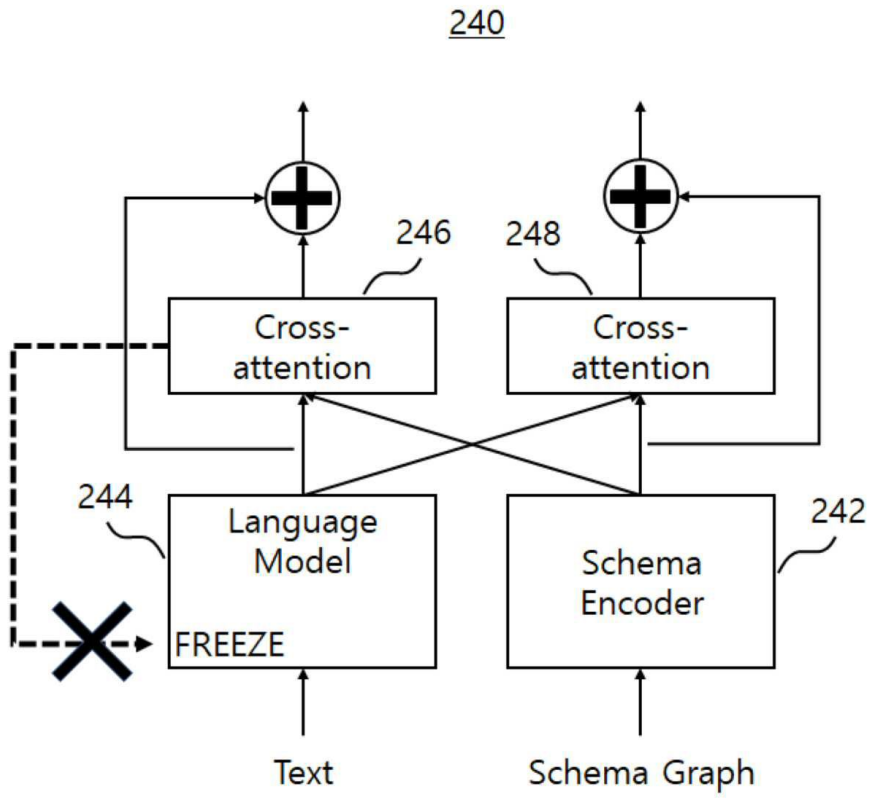 240
246
248
Cross-
attention
Cross-
attention
244
Language
Model
FREEZE
242
Schema
Encoder
Text
Schema Graph